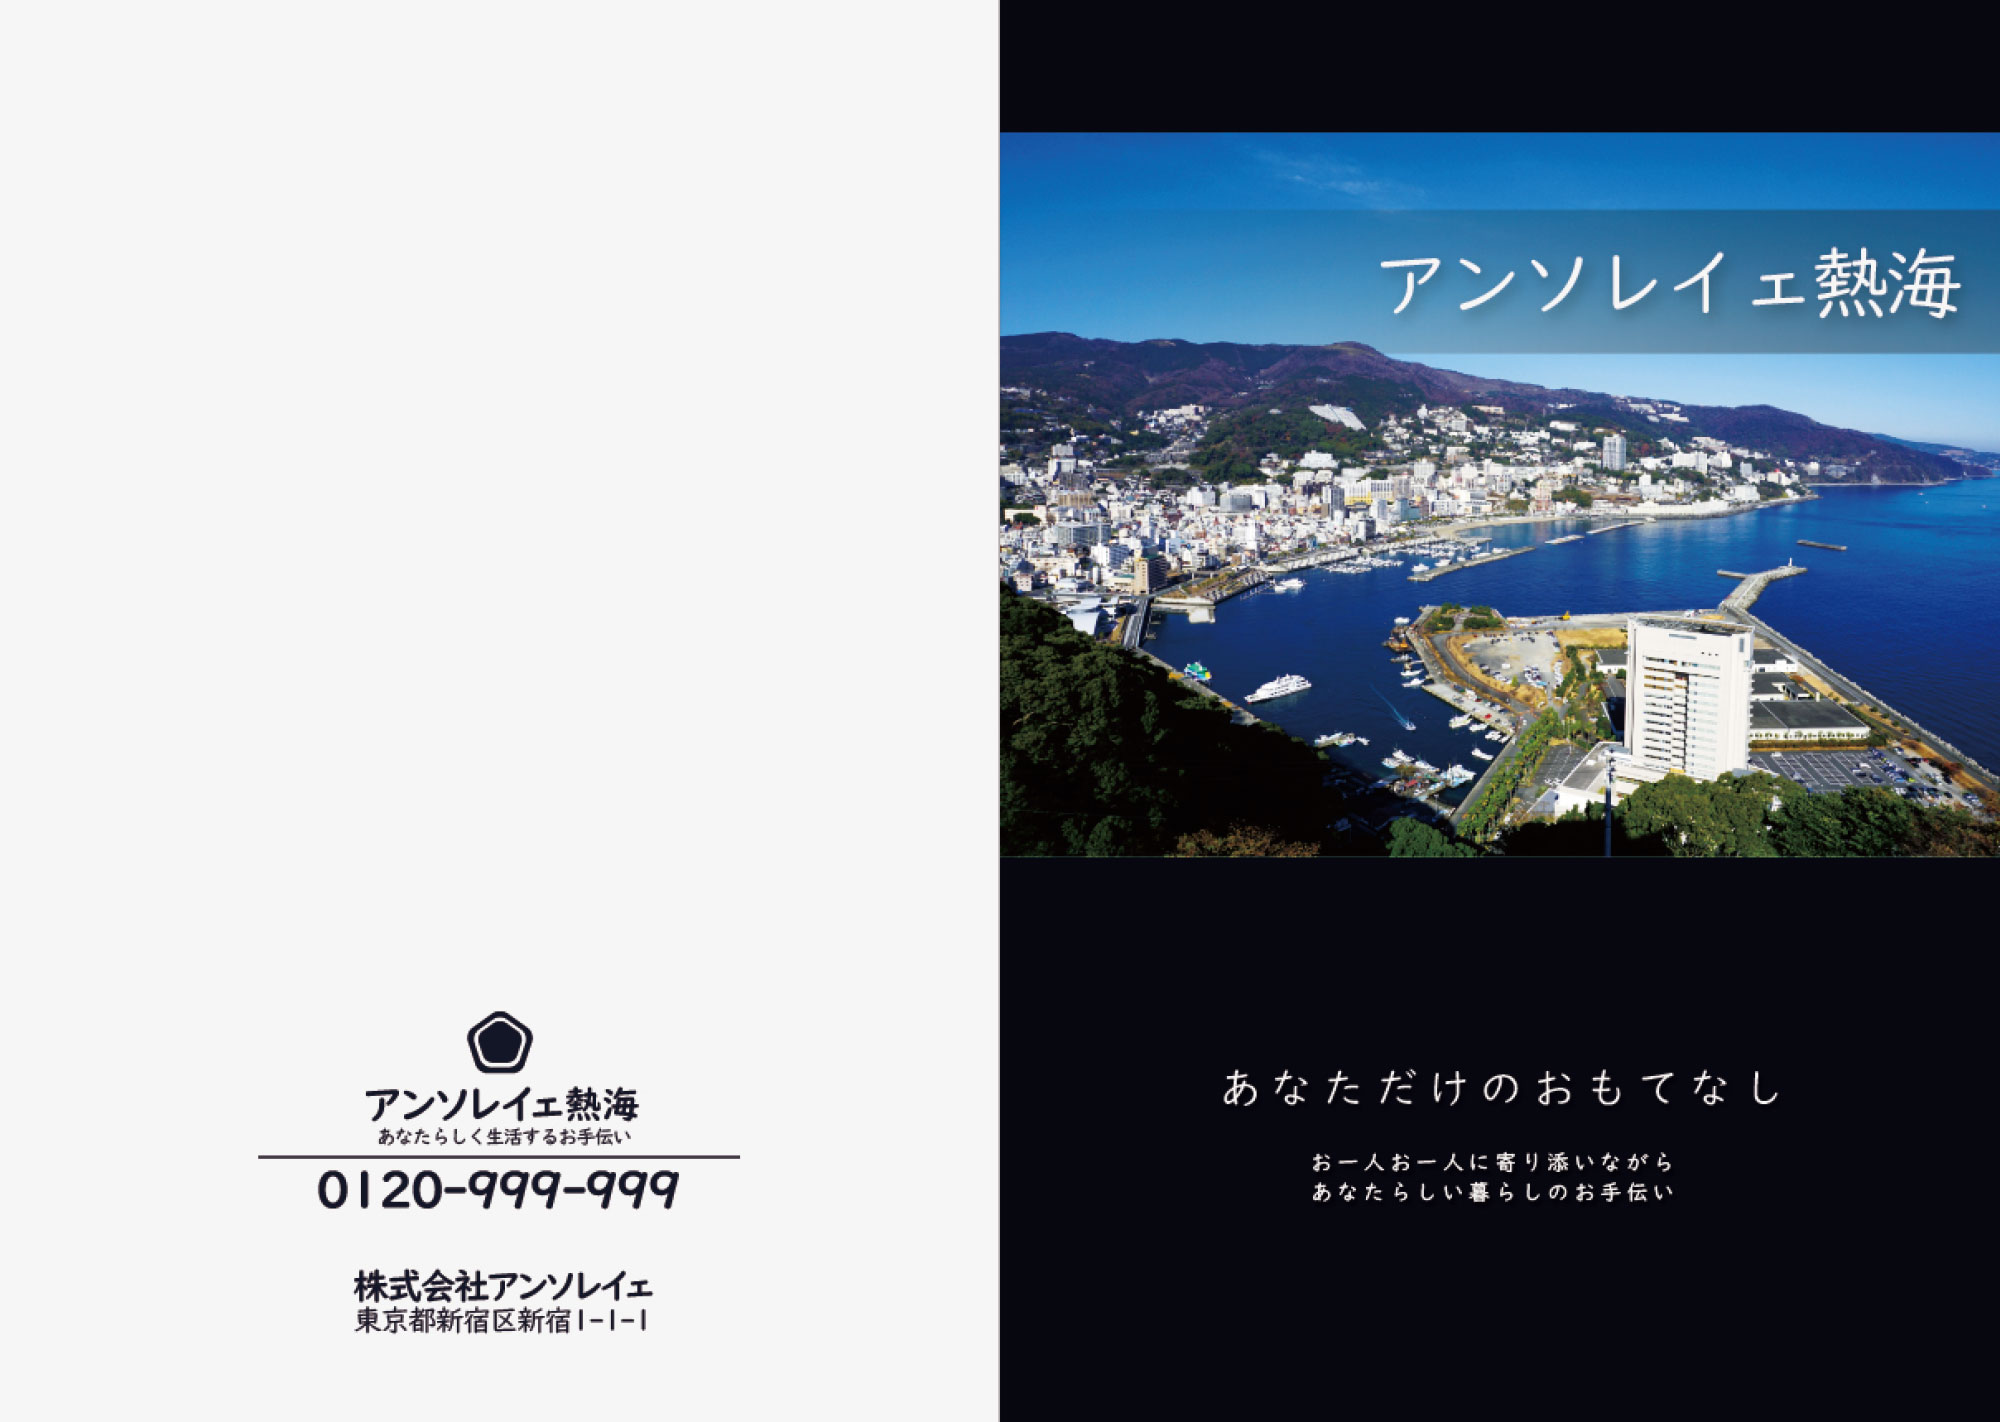 アンソレイェ熱海
あなたらしく生活するお手伝い
0120-999-999
株式会社アンソレイェ
東京都新宿区新宿1-1-1
アンソレイェ熱海
あなただけのおもてなし
お一人お一人に寄り添いながら
あなたらしい暮らしのお手伝い